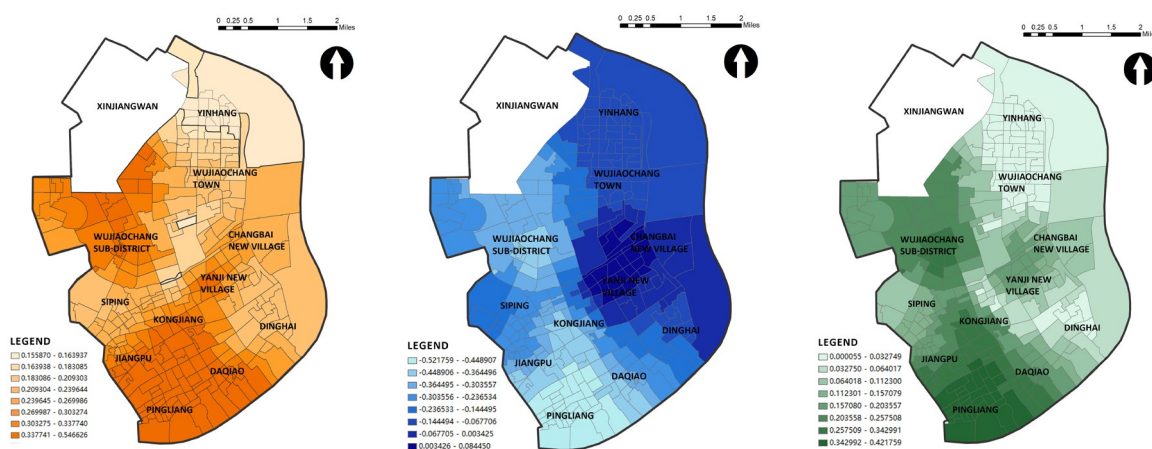 0 0.25 0.5 1 1.5 2
Miles
XINJIANGWAN
YINHANG
WUJIAOCHANG
TOWN
WUJIAOCHANG
SUB-DISTRICT
CHANGBAI
NEW VILLAGE
YANJI NEW
VILLAGE
SIPING
KONGJIANG
DINGHAI
JIANGPU
DAQIAO
PINGLIANG
LEGEND
0.155870 - 0.163937
0.163938 - 0.183085
0.183086 - 0.209303
0.209304 - 0.239644
0.239645 - 0.269986
0.269987 - 0.303274
0.303275 - 0.337740
0.337741 - 0.546626
0 0.25 0.5 1 1.5 2
Miles
XINJIANGWAN
YINHANG
WUJIAOCHANG
TOWN
WUJIAOCHANG
SUB-DISTRICT
CHANGBAI
NEW VILLAGE
YANJI NEW
VILLAGE
SIPING
KONGJIANG
DINGHAI
JIANGPU
DAQIAO
PINGLIANG
LEGEND
-0.521759 - -0.448907
-0.448906 - -0.364496
-0.364495 - -0.303557
-0.303556 - -0.236534
-0.236533 - -0.144495
-0.144494 - -0.067706
-0.067705 - 0.003425
0.003426 - 0.084450
0 0.25 0.5 1 1.5 2
Miles
XINJIANGWAN
YINHANG
WUJIAOCHANG
TOWN
WUJIAOCHANG
SUB-DISTRICT
CHANGBAI
NEW VILLAGE
YANJI NEW
VILLAGE
SIPING
KONGJIANG
DINGHAI
JIANGPU
DAQIAO
PINGLIANG
LEGEND
0.000055 - 0.032749
0.032750 - 0.064017
0.064018 - 0.112300
0.112301 - 0.157079
0.157080 - 0.203557
0.203558 - 0.257508
0.257509 - 0.342991
0.342992 - 0.421759